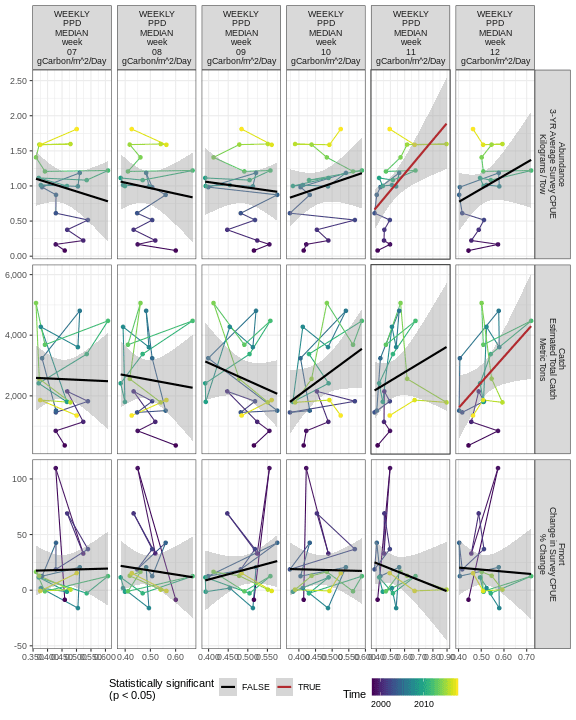 WEEKLY
PPD
MEDIAN
week
07
gCarbon/m^2/Day
WEEKLY
PPD
MEDIAN
week
08
gCarbon/m^2/Day
WEEKLY
PPD
MEDIAN
week
09
gCarbon/m^2/Day
WEEKLY
PPD
MEDIAN
week
10
gCarbon/m^2/Day
WEEKLY
PPD
MEDIAN
week
11
gCarbon/m^2/Day
WEEKLY
PPD
MEDIAN
week
12
gCarbon/m^2/Day
2.50
2.00
1.50
1.00
0.50
0.00
Abundance
3-YR Average Survey CPUE
Kilograms / Tow
6,000
4,000
2,000
Catch
Estimated Total Catch
Metric Tons
100
50
0
-50
Fmort
Change in Survey CPUE
% Change
0.40 0.50 0.60
0.40 0.50 0.60 0.70
Statistically significant
(p < 0.05)
FALSE
TRUE
Time
2000 2010